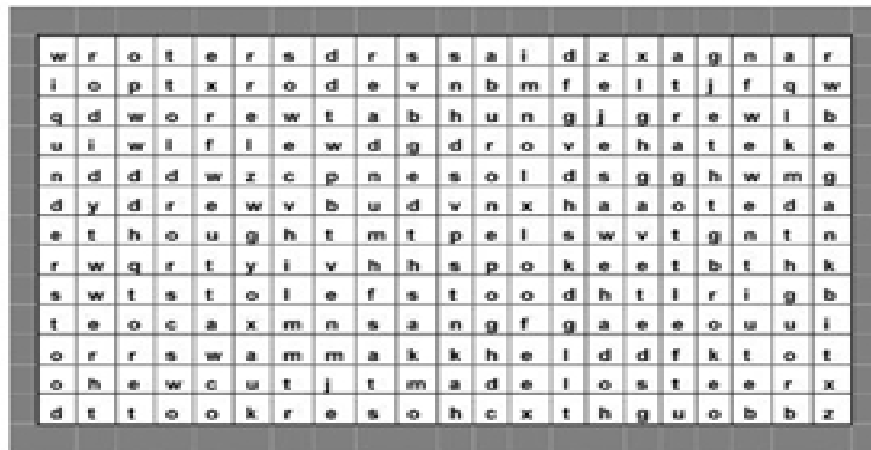 w r o t e r s d r s s a i d z x a g n a r
i o p t x r o d e v n b m f e l t j f q w
q d w o r e w t a b h u n g j g r e w l b
u i w l f l e w d g d r o v e h a t e k e
n d d d w z c p n e s o l d s g g h w m g
d y d r e w v b u d v n x h a a o t e d a
e t h o u g h t m t p e l s w v t g n t n
r w q r t y i v h h s p o k e e t b t h k
s w t s t o l e f s t o o d h t l r i g b
t e o c a x m n s a n g f g a e e o u u i
o r r s w a m m a k k h e l d d f k t o t
o h e w c u t j t m a d e l o s t e e r x
d t t o o k r e s o h c x t h g u o b b z